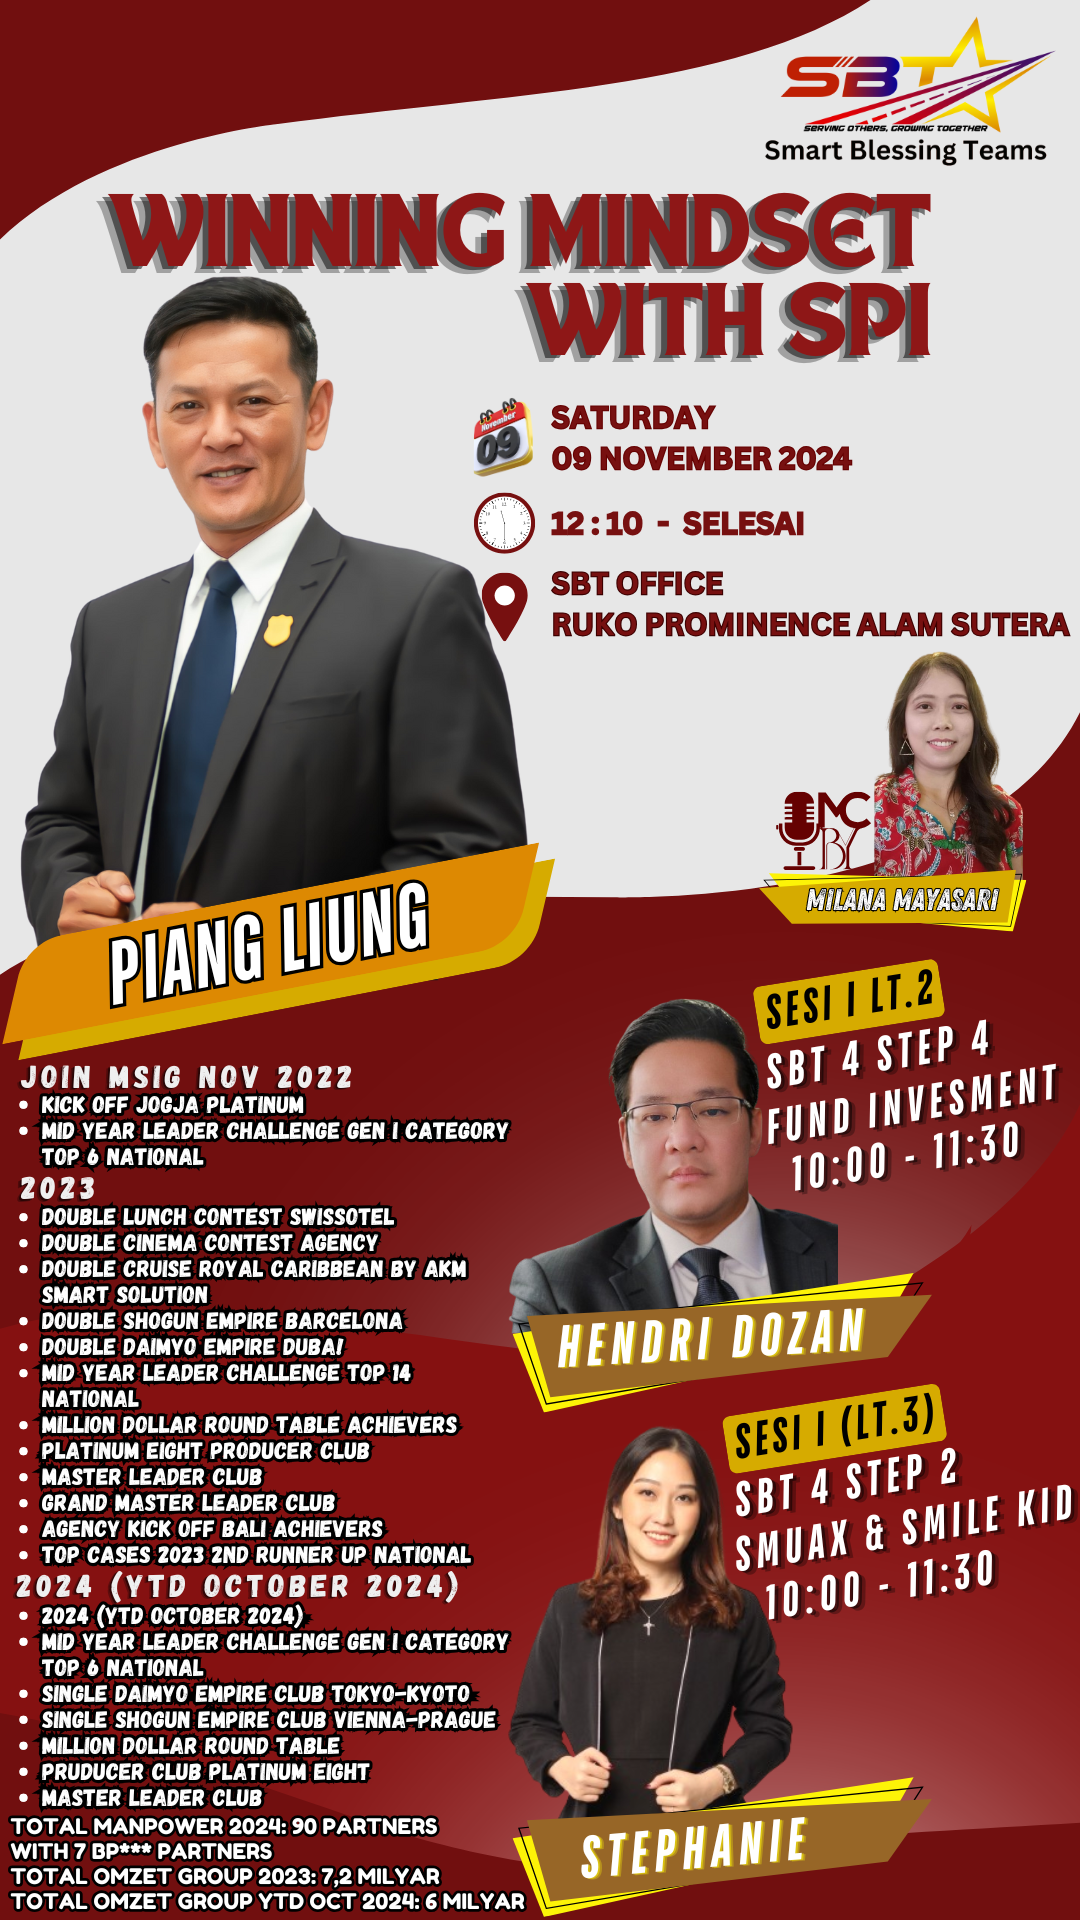 SBT
SERVING OTHERS, GROWING TOGETHER
Smart Blessing Teams
WINNING MINDSET
WITH SPI
November
09
SATURDAY
09 NOVEMBER 2024
12 : 10 - SELESAI
SBT OFFICE
RUKO PROMINENCE ALAM SUTERA
MC
BY
MILANA MAYASARI
PIANG LIUNG
JOIN MSIG NOV 2022
• KICK OFF JOGJA PLATINUM
• MID YEAR LEADER CHALLENGE GEN I CATEGORY
TOP 6 NATIONAL
2023
• DOUBLE LUNCH CONTEST SWISSOTEL
• DOUBLE CINEMA CONTEST AGENCY
• DOUBLE CRUISE ROYAL CARIBBEAN BY AKM
SMART SOLUTION
• DOUBLE SHOGUN EMPIRE BARCELONA
• DOUBLE DAIMYO EMPIRE DUBAI
• MID YEAR LEADER CHALLENGE TOP 14
NATIONAL
• MILLION DOLLAR ROUND TABLE ACHIEVERS
• PLATINUM EIGHT PRODUCER CLUB
• MASTER LEADER CLUB
• GRAND MASTER LEADER CLUB
• AGENCY KICK OFF BALI ACHIEVERS
• TOP CASES 2023 2ND RUNNER UP NATIONAL
2024 (YTD OCTOBER 2024)
• 2024 (YTD OCTOBER 2024)
• MID YEAR LEADER CHALLENGE GEN I CATEGORY
TOP 6 NATIONAL
• SINGLE DAIMYO EMPIRE CLUB TOKYO-KYOTO
• SINGLE SHOGUN EMPIRE CLUB VIENNA-PRAGUE
• MILLION DOLLAR ROUND TABLE
• PRUDUCER CLUB PLATINUM EIGHT
• MASTER LEADER CLUB
TOTAL MANPOWER 2024: 90 PARTNERS
WITH 7 BP*** PARTNERS
TOTAL OMZET GROUP 2023: 7,2 MILYAR
TOTAL OMZET GROUP YTD OCT 2024: 6 MILYAR
SESI I LT.2
SBT 4 STEP 4
FUND INVESMENT
10:00 - 11:30
HENDRI DOZAN
SESI I (LT.3)
SBT 4 STEP 2
SMUAX & SMILE KID
10:00 - 11:30
STEPHANIE